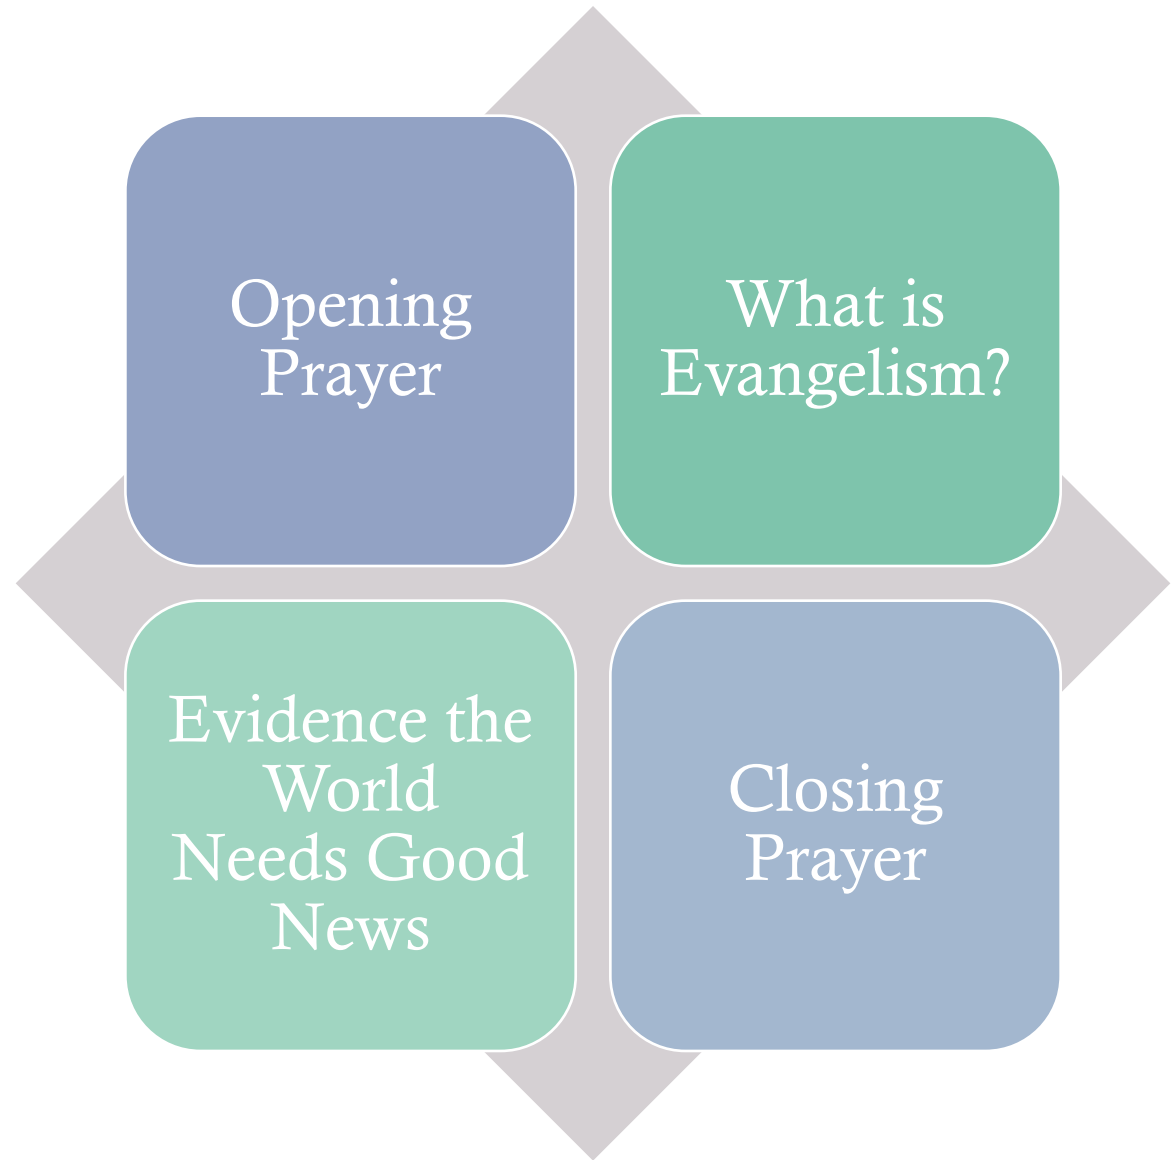 Opening
Prayer
What is
Evangelism?
Evidence the
World
Needs Good
News
Closing
Prayer